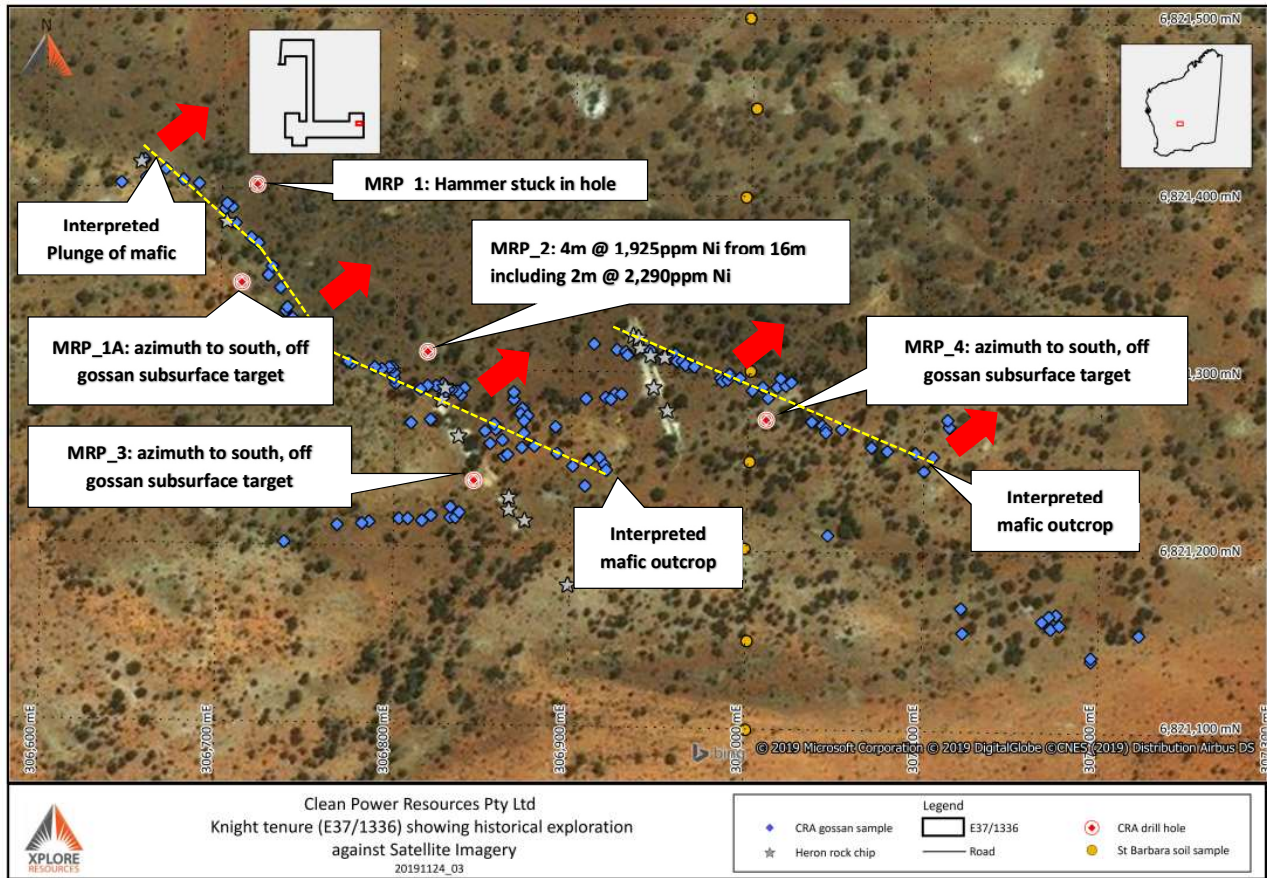 N
6,821,500 mN
MRP_1: Hammer stuck in hole
6,821,400 mN
Interpreted
Plunge of mafic
MRP_2: 4m @ 1,925ppm Ni from 16m
including 2m @ 2,290ppm Ni
MRP_1A: azimuth to south, off
gossan subsurface target
MRP_4: azimuth to south, off
gossan subsurface target
6,821,300 mN
MRP_3: azimuth to south, off
gossan subsurface target
Interpreted
mafic outcrop
Interpreted
mafic outcrop
6,821,200 mN
6,821,100 mN
306,600 mE
306,700 mE
306,800 mE
306,900 mE
307,000 mE
307,100 mE
307,200 mE
bing
© 2019 Microsoft Corporation © 2019 DigitalGlobe ©CNES (2019) Distribution Airbus DS
XPLORE
RESOURCES
Clean Power Resources Pty Ltd
Knight tenure (E37/1336) showing historical exploration
against Satellite Imagery
20191124_03
Legend
CRA gossan sample
E37/1336
CRA drill hole
Heron rock chip
Road
St Barbara soil sample